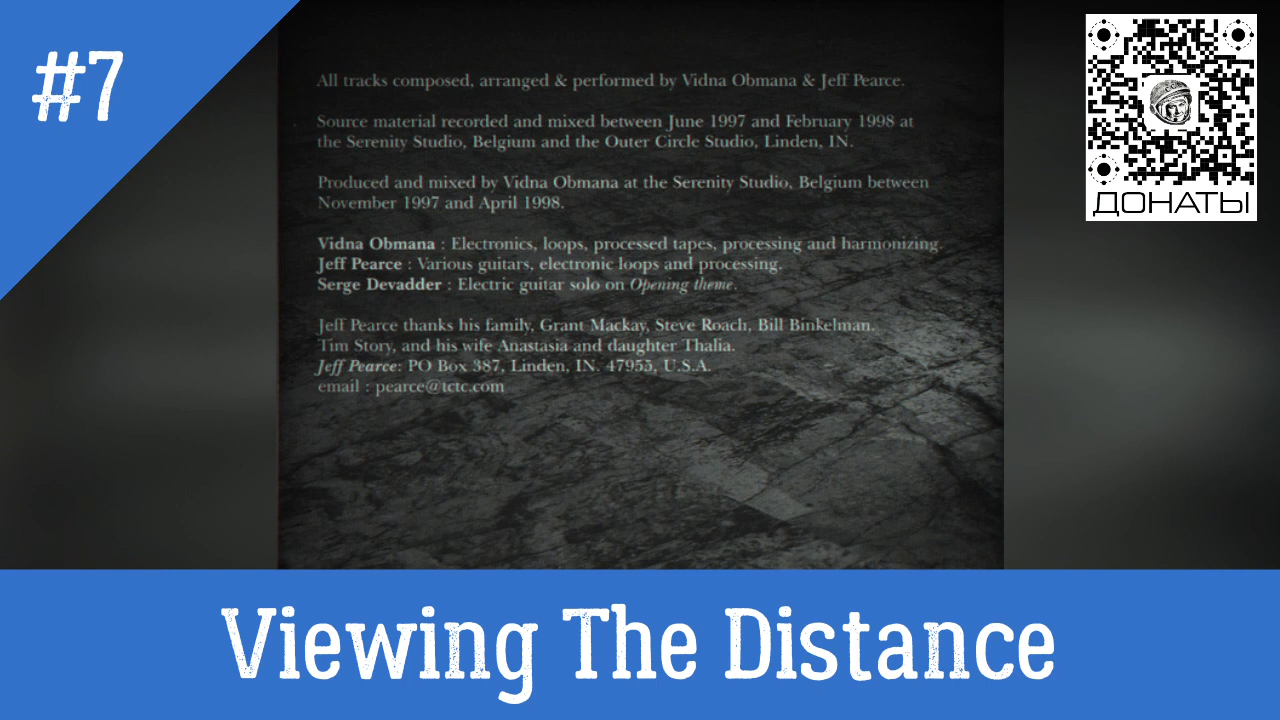 #7
All tracks composed, arranged & performed by Vidna Obmana & Jeff Pearce.
Source material recorded and mixed between June 1997 and February 1998 at
the Serenity Studio, Belgium and the Outer Circle Studio, Linden, IN.
Produced and mixed by Vidna Obmana at the Serenity Studio, Belgium between
November 1997 and April 1998.
Vidna Obmana : Electronics, loops, processed tapes, processing and harmonizing.
Jeff Pearce : Various guitars, electronic loops and processing.
Serge Devadder : Electric guitar solo on Opening theme.
Jeff Pearce thanks his family, Grant Mackay, Steve Roach, Bill Binkelman.
Tim Story, and his wife Anastasia and daughter Thalia.
Jeff Pearce: PO Box 387, Linden, IN. 47955, U.S.A.
email : pearce@tctc.com
ДОНАТЫ
Viewing The Distance